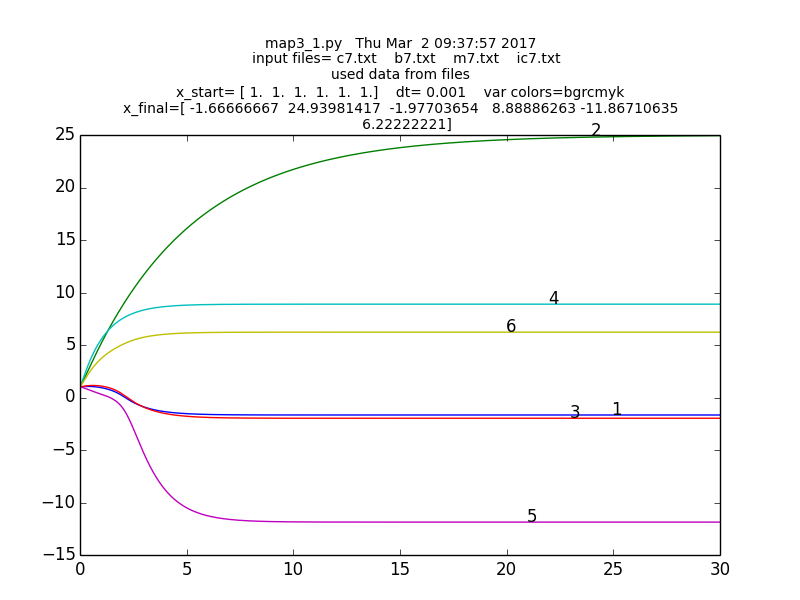 map3_1.py   Thu Mar  2 09:37:57 2017
input files= c7.txt    b7.txt    m7.txt    ic7.txt
used data from files
x_start= [ 1.  1.  1.  1.  1.  1.]    dt= 0.001    var colors=bgrcmyk
x_final=[ -1.66666667  24.93981417  -1.97703654   8.88886263 -11.86710635
6.22222221]
25
20
15
10
5
0
−5
−10
−15
2
4
6
3
1
5
0 5 10 15 20 25 30